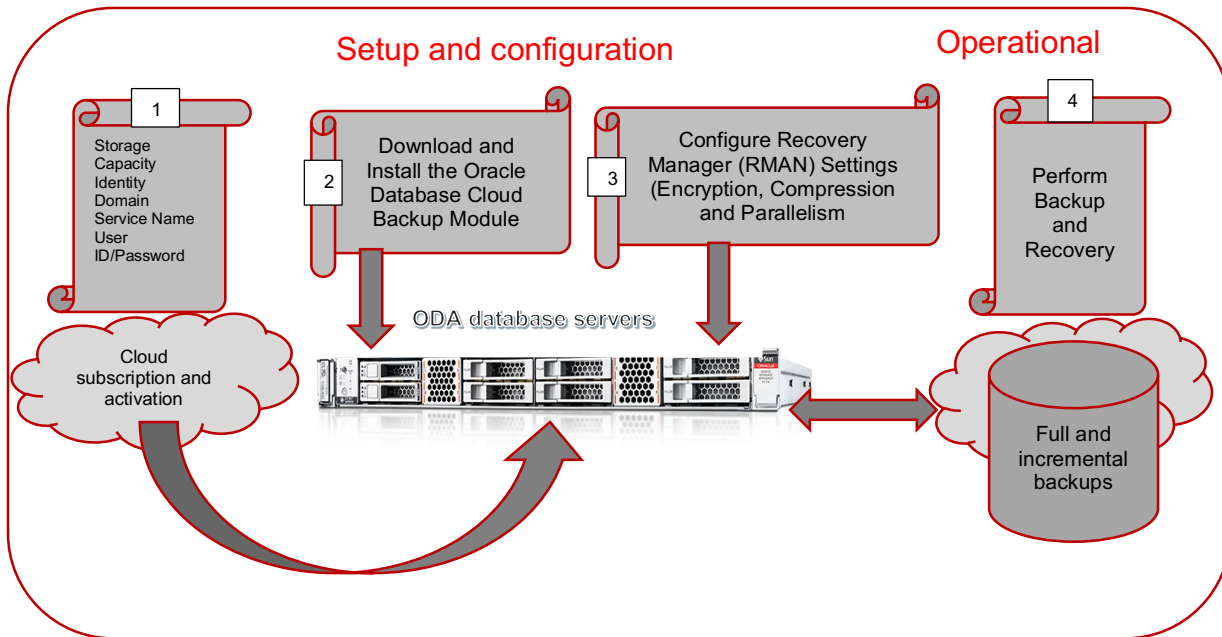 Setup and configuration
Operational
1
Storage
Capacity
Identity
Domain
Service Name
User
ID/Password
2
Download and
Install the Oracle
Database Cloud
Backup Module
3
Configure Recovery
Manager (RMAN) Settings
(Encryption, Compression
and Parallelism
4
Perform
Backup
and
Recovery
ODA database servers
Cloud
subscription and
activation
Sun
ORACLE
Full and
incremental
backups